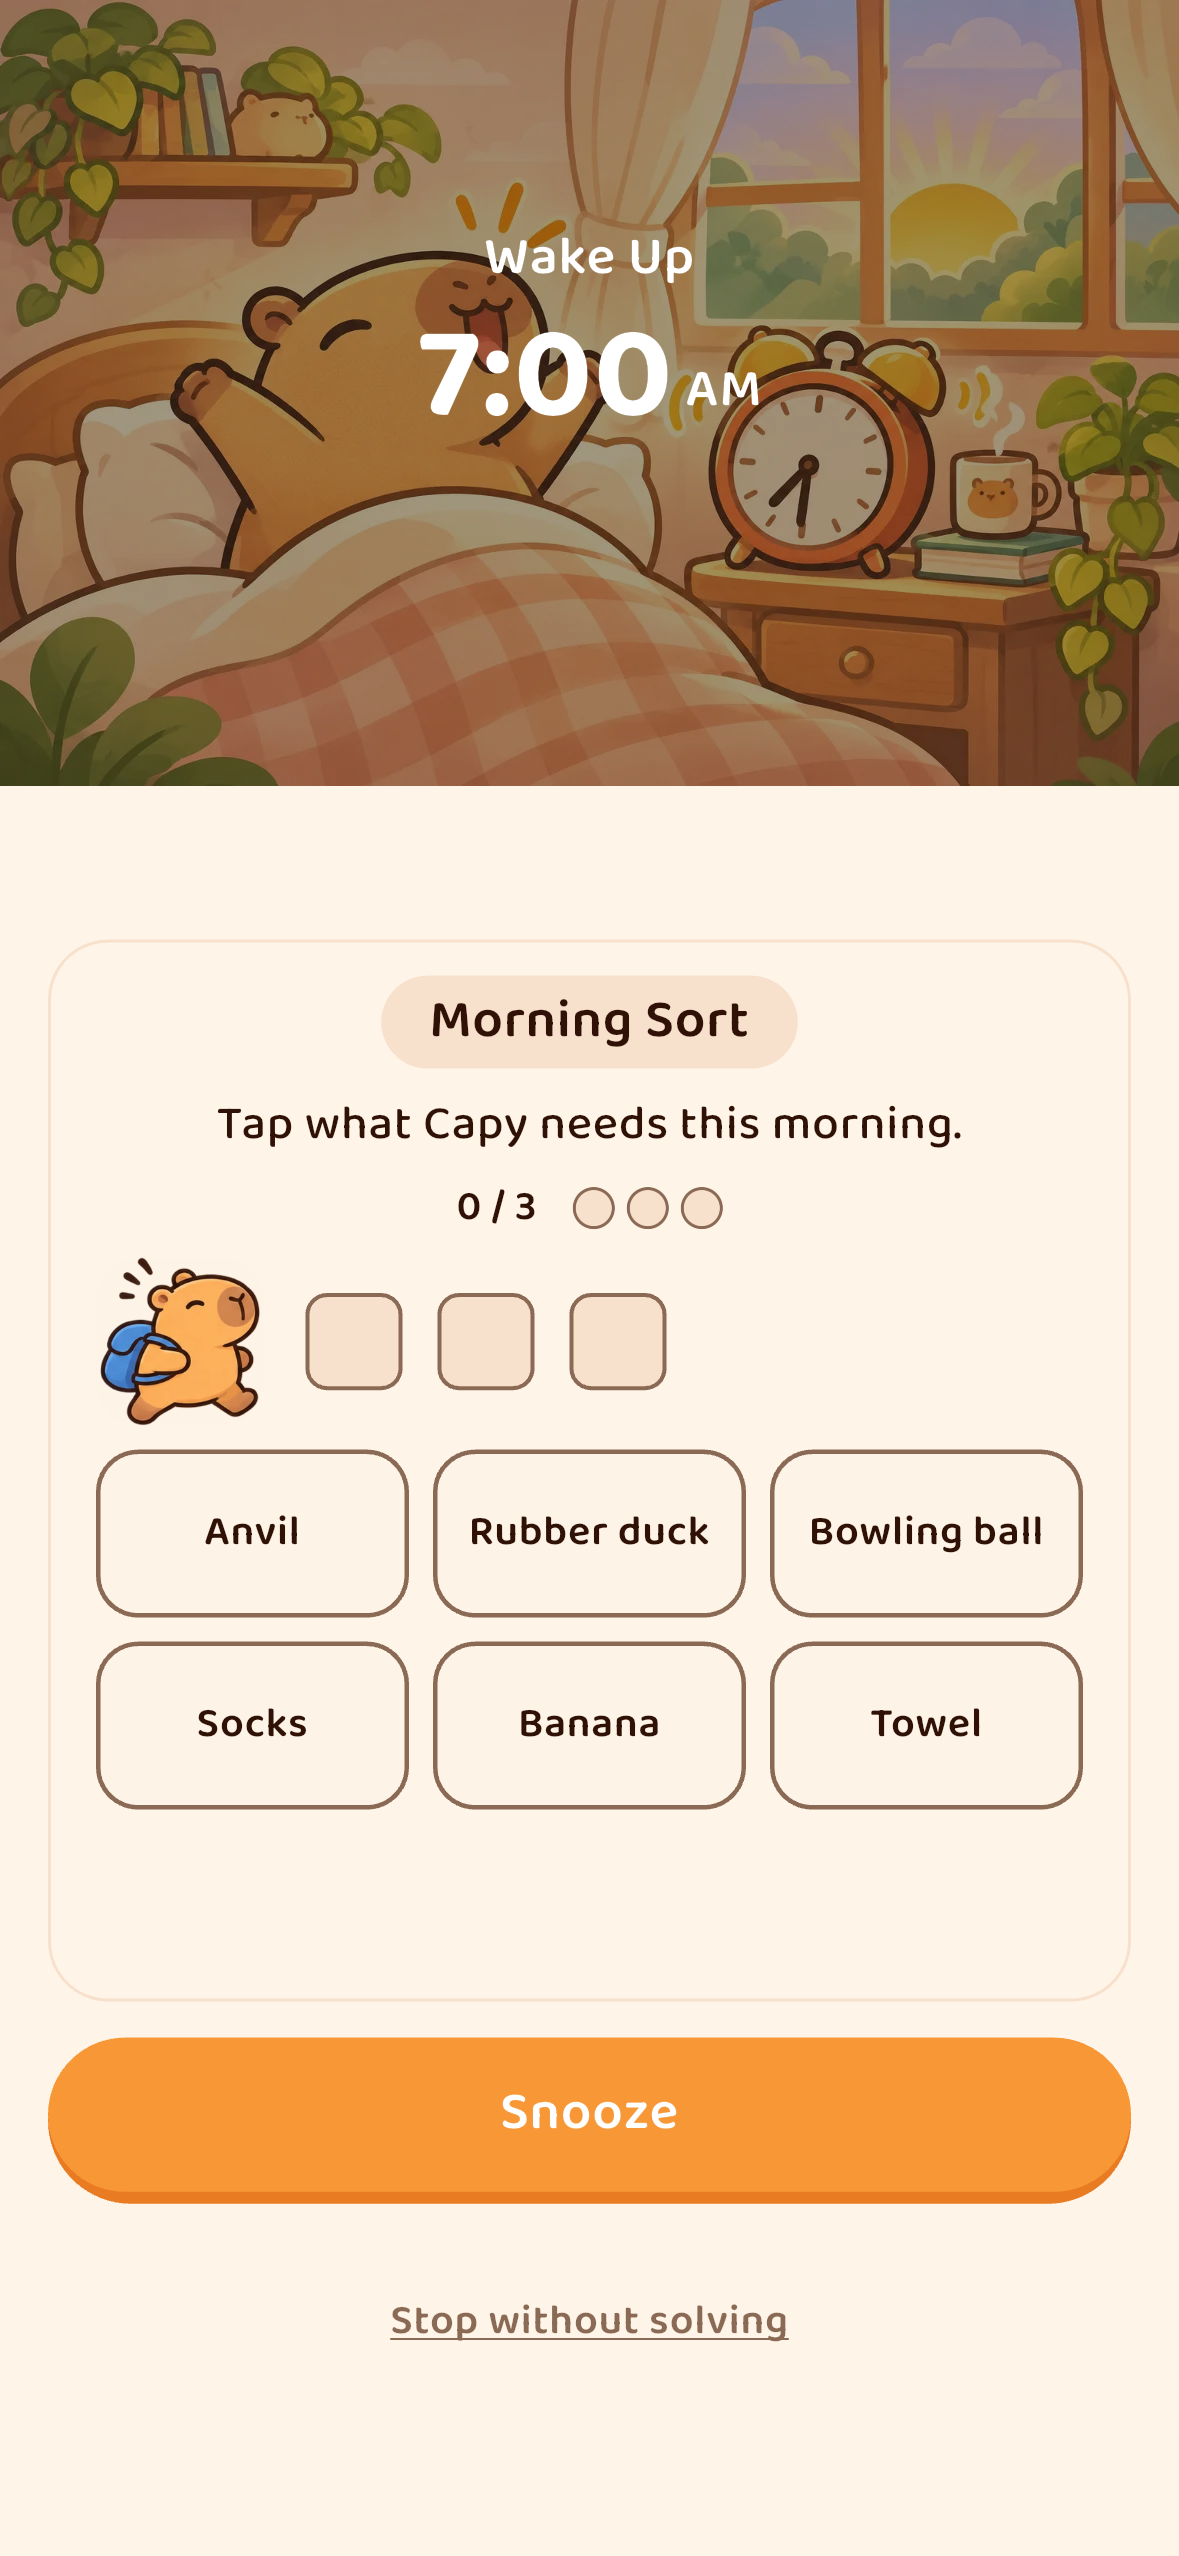 Wake Up
7:00 AM
Morning Sort
Tap what Capy needs this morning.
0 / 3
Anvil
Rubber duck
Bowling ball
Socks
Banana
Towel
Snooze
Stop without solving